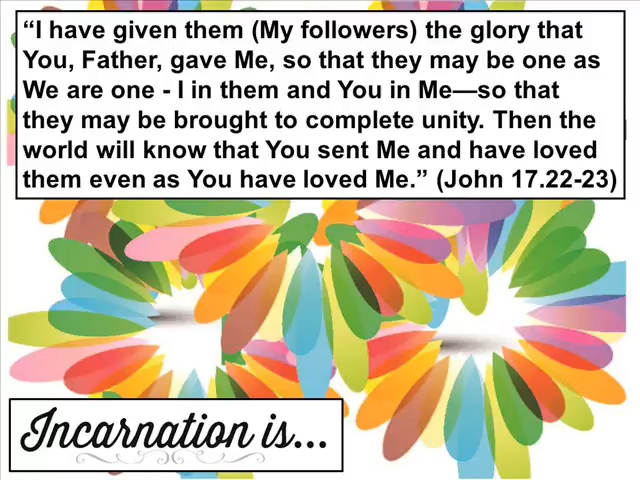 “I have given them (My followers) the glory that
You, Father, gave Me, so that they may be one as
We are one - I in them and You in Me—so that
they may be brought to complete unity. Then the
world will know that You sent Me and have loved
them even as You have loved Me.” (John 17.22-23)
Incarnation is...